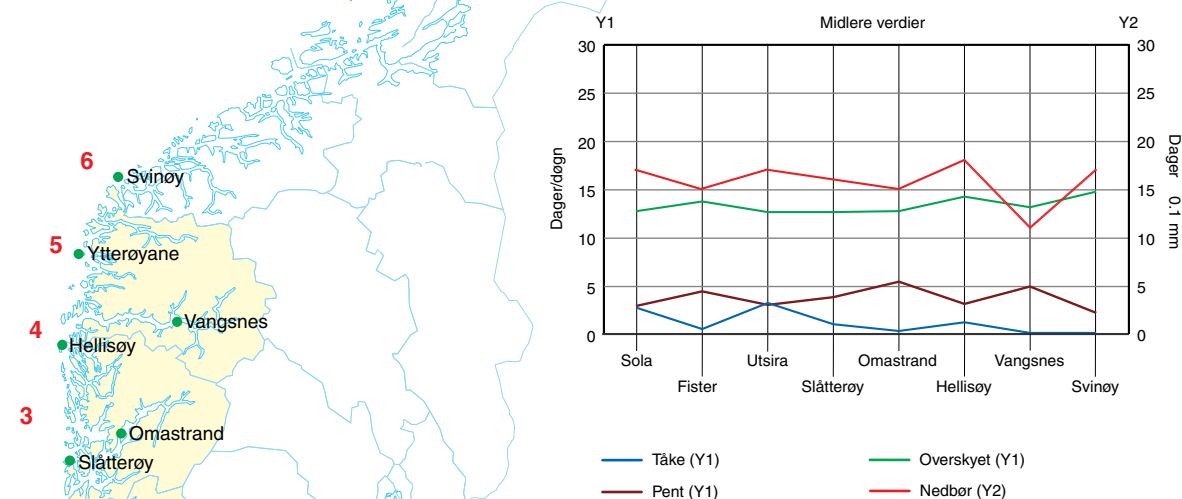 6
Svinøy
5
Ytterøyane
Vangsnes
4
Hellisøy
3
Omastrand
Slåtterøy
Y1
Midlere verdier
Y2
Dager/døgn
30
25
20
15
10
5
0
30
25
20
15
10
5
0
Dager 0.1 mm
Sola
Fister
Utsira
Slåtterøy
Omastrand
Hellisøy
Vangsnes
Svinøy
Tåke (Y1)
Overskyet (Y1)
Pent (Y1)
Nedbør (Y2)